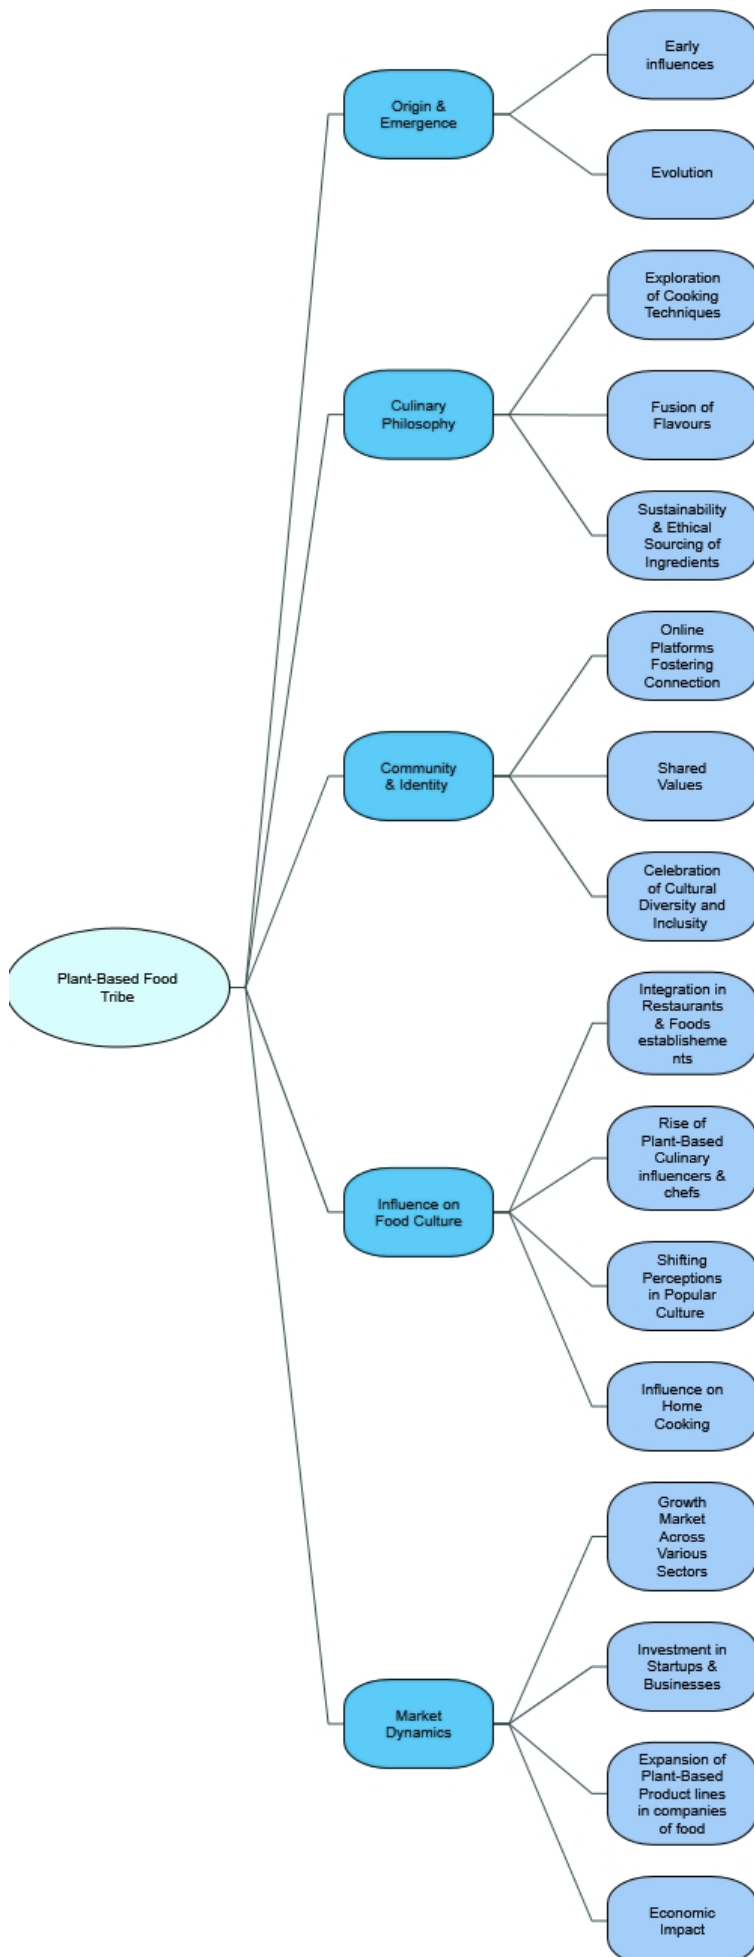 Early
influences
Origin &
Emergence
Evolution
Exploration
of Cooking
Techniques
Culinary
Philosophy
Fusion of
Flavours
Sustainability
& Ethical
Sourcing of
Ingredients
Online
Platforms
Fostering
Connection
Community
& Identity
Shared
Values
Celebration
of Cultural
Diversity and
Inclusity
Plant-Based Food
Tribe
Integration in
Restaurants
& Foods
establisheme
nts
Rise of
Plant-Based
Culinary
influencers &
chefs
Influence on
Food Culture
Shifting
Perceptions
in Popular
Culture
Influence on
Home
Cooking
Growth
Market
Across
Various
Sectors
Investment in
Startups &
Businesses
Market
Dynamics
Expansion of
Plant-Based
Product lines
in companies
of food
Economic
Impact